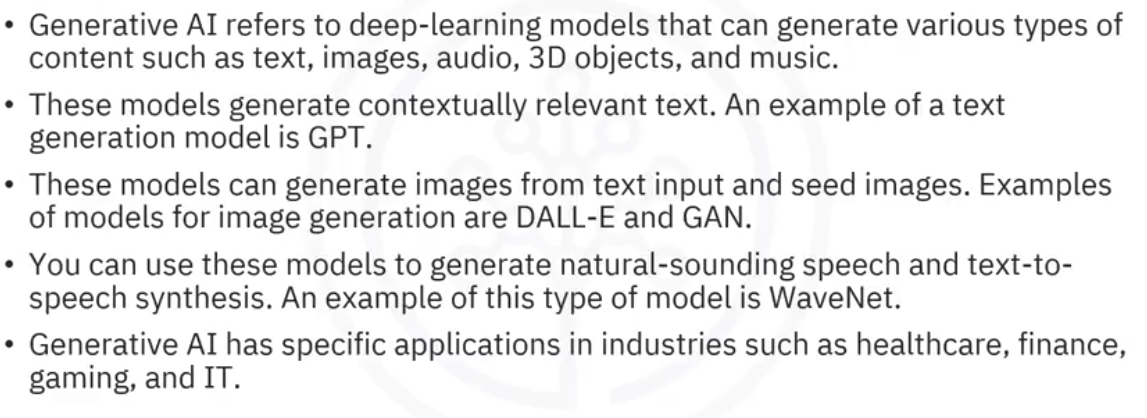 • Generative AI refers to deep-learning models that can generate various types of
content such as text, images, audio, 3D objects, and music.
• These models generate contextually relevant text. An example of a text
generation model is GPT.
• These models can generate images from text input and seed images. Examples
of models for image generation are DALL-E and GAN.
• You can use these models to generate natural-sounding speech and text-to-
speech synthesis. An example of this type of model is WaveNet.
• Generative AI has specific applications in industries such as healthcare, finance,
gaming, and IT.